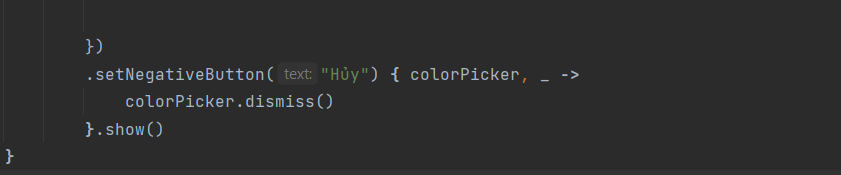 })
.setNegativeButton( text: "Hủy") { colorPicker, _ ->
colorPicker.dismiss()
}.show()
}